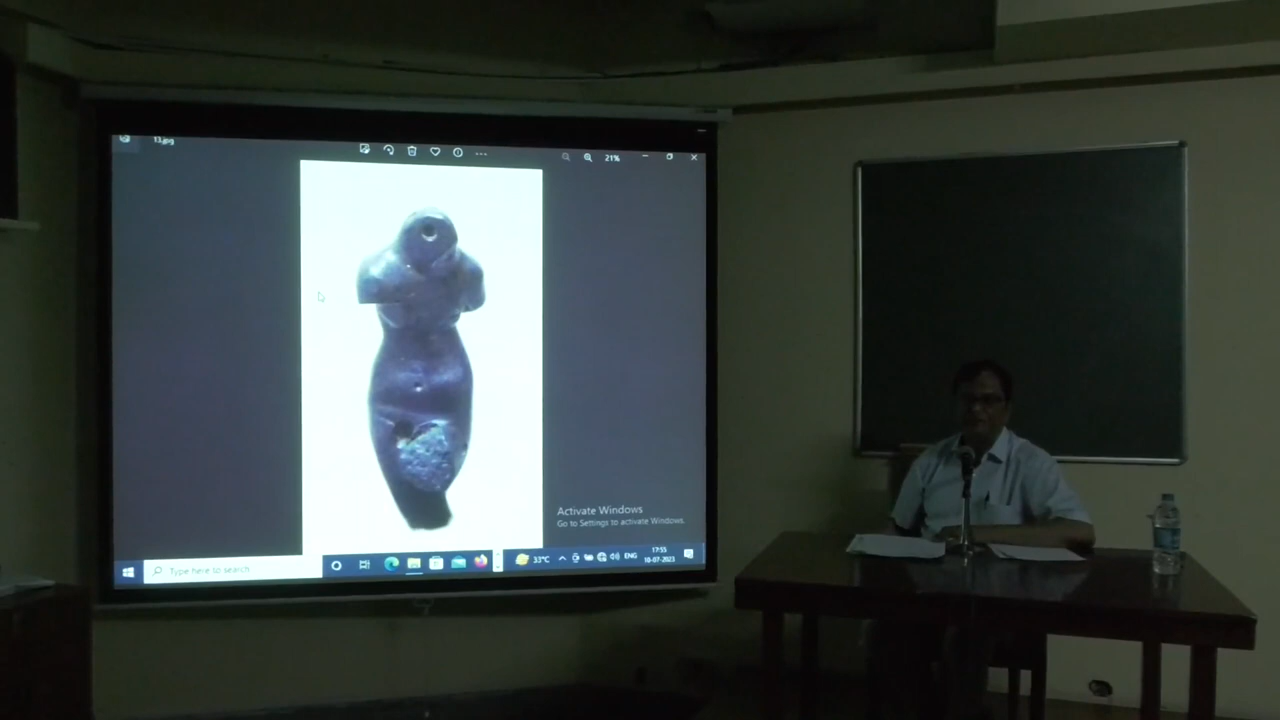 13.jpg
21%
Activate Windows
Go to Settings to activate Windows.
Type here to search
33°C
ENG
17:55
10-07-2023